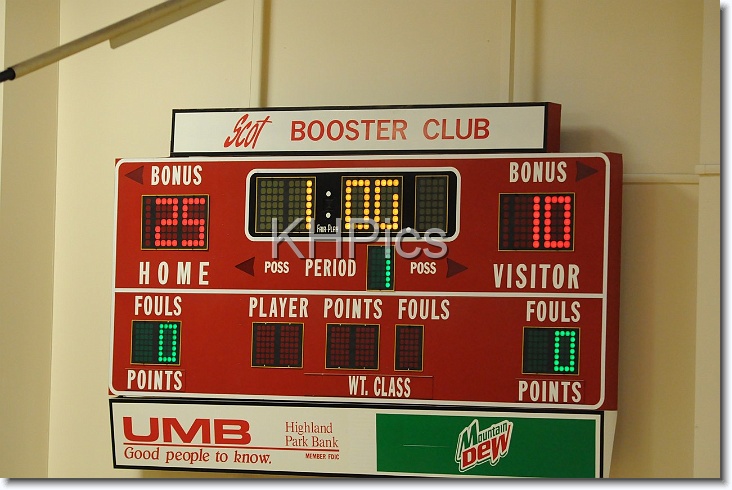 Scot BOOSTER CLUB
BONUS BONUS
25 1:00 10
FAIR-PLAY
KHPics
HOME POSS PERIOD 1 POSS VISITOR
FOULS PLAYER POINTS FOULS FOULS
0 0
POINTS WT. CLASS POINTS
UMB Highland
Park Bank
MEMBER FDIC
Good people to know.
Mountain
DEW